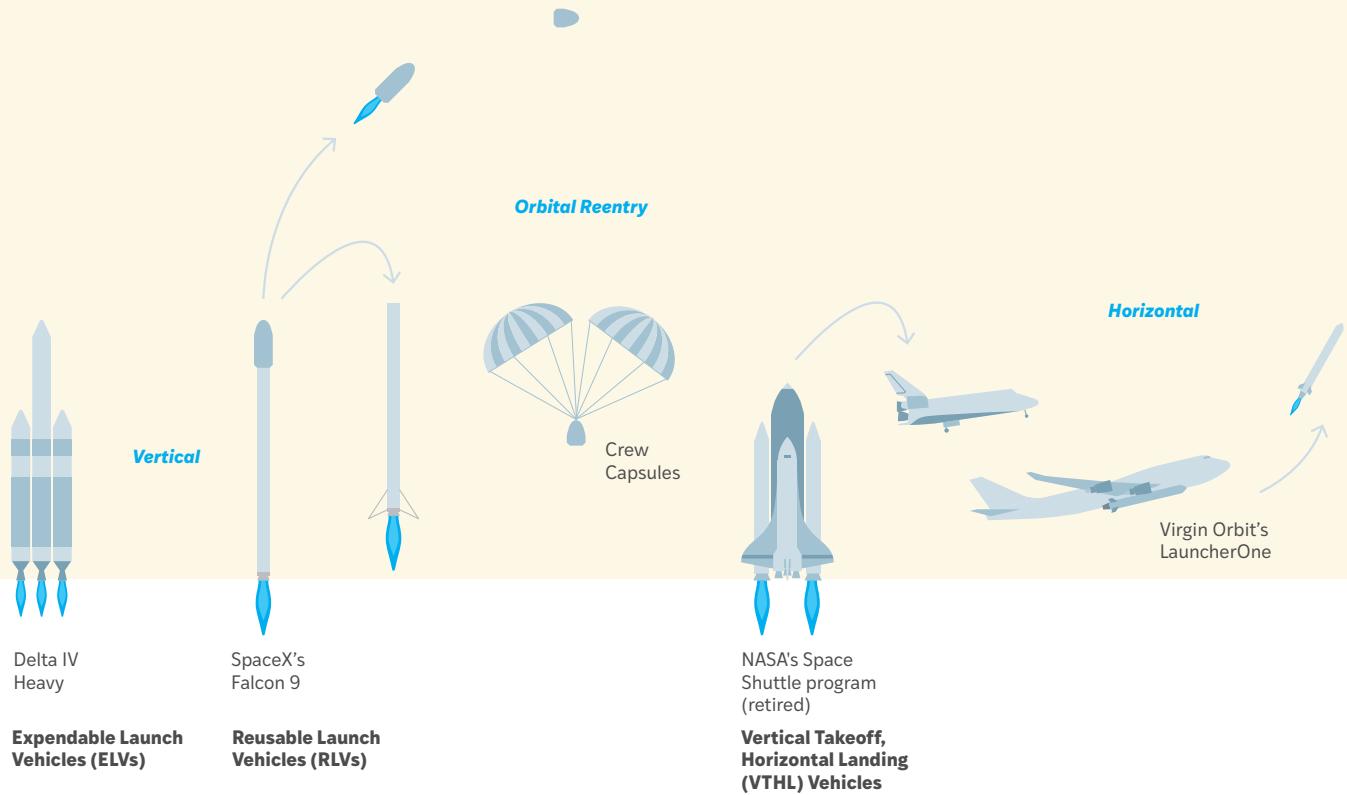 Orbital Reentry
Horizontal
Vertical
Crew
Capsules
Virgin Orbit’s
LauncherOne
Delta IV
Heavy
Expendable Launch
Vehicles (ELVs)
SpaceX’s
Falcon 9
Reusable Launch
Vehicles (RLVs)
NASA's Space
Shuttle program
(retired)
Vertical Takeoff,
Horizontal Landing
(VTHL) Vehicles